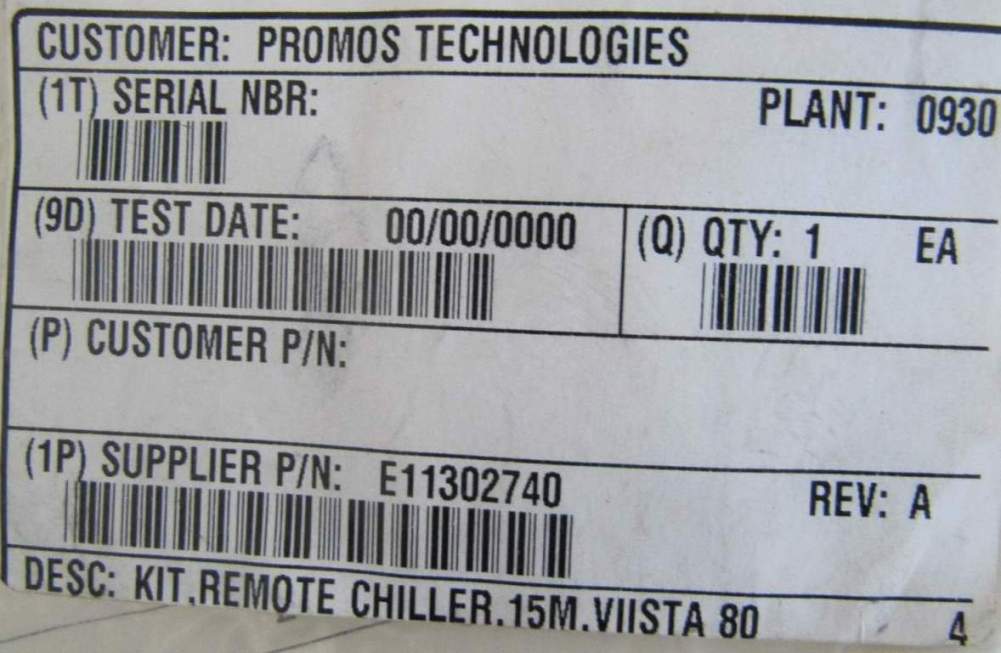 CUSTOMER: PROMOS TECHNOLOGIES
(1T) SERIAL NBR: PLANT: 0930
(9D) TEST DATE: 00/00/0000 (Q) QTY: 1 EA
(P) CUSTOMER P/N:
(1P) SUPPLIER P/N: E11302740 REV: A
DESC: KIT,REMOTE CHILLER,15M,VIISTA 80 4